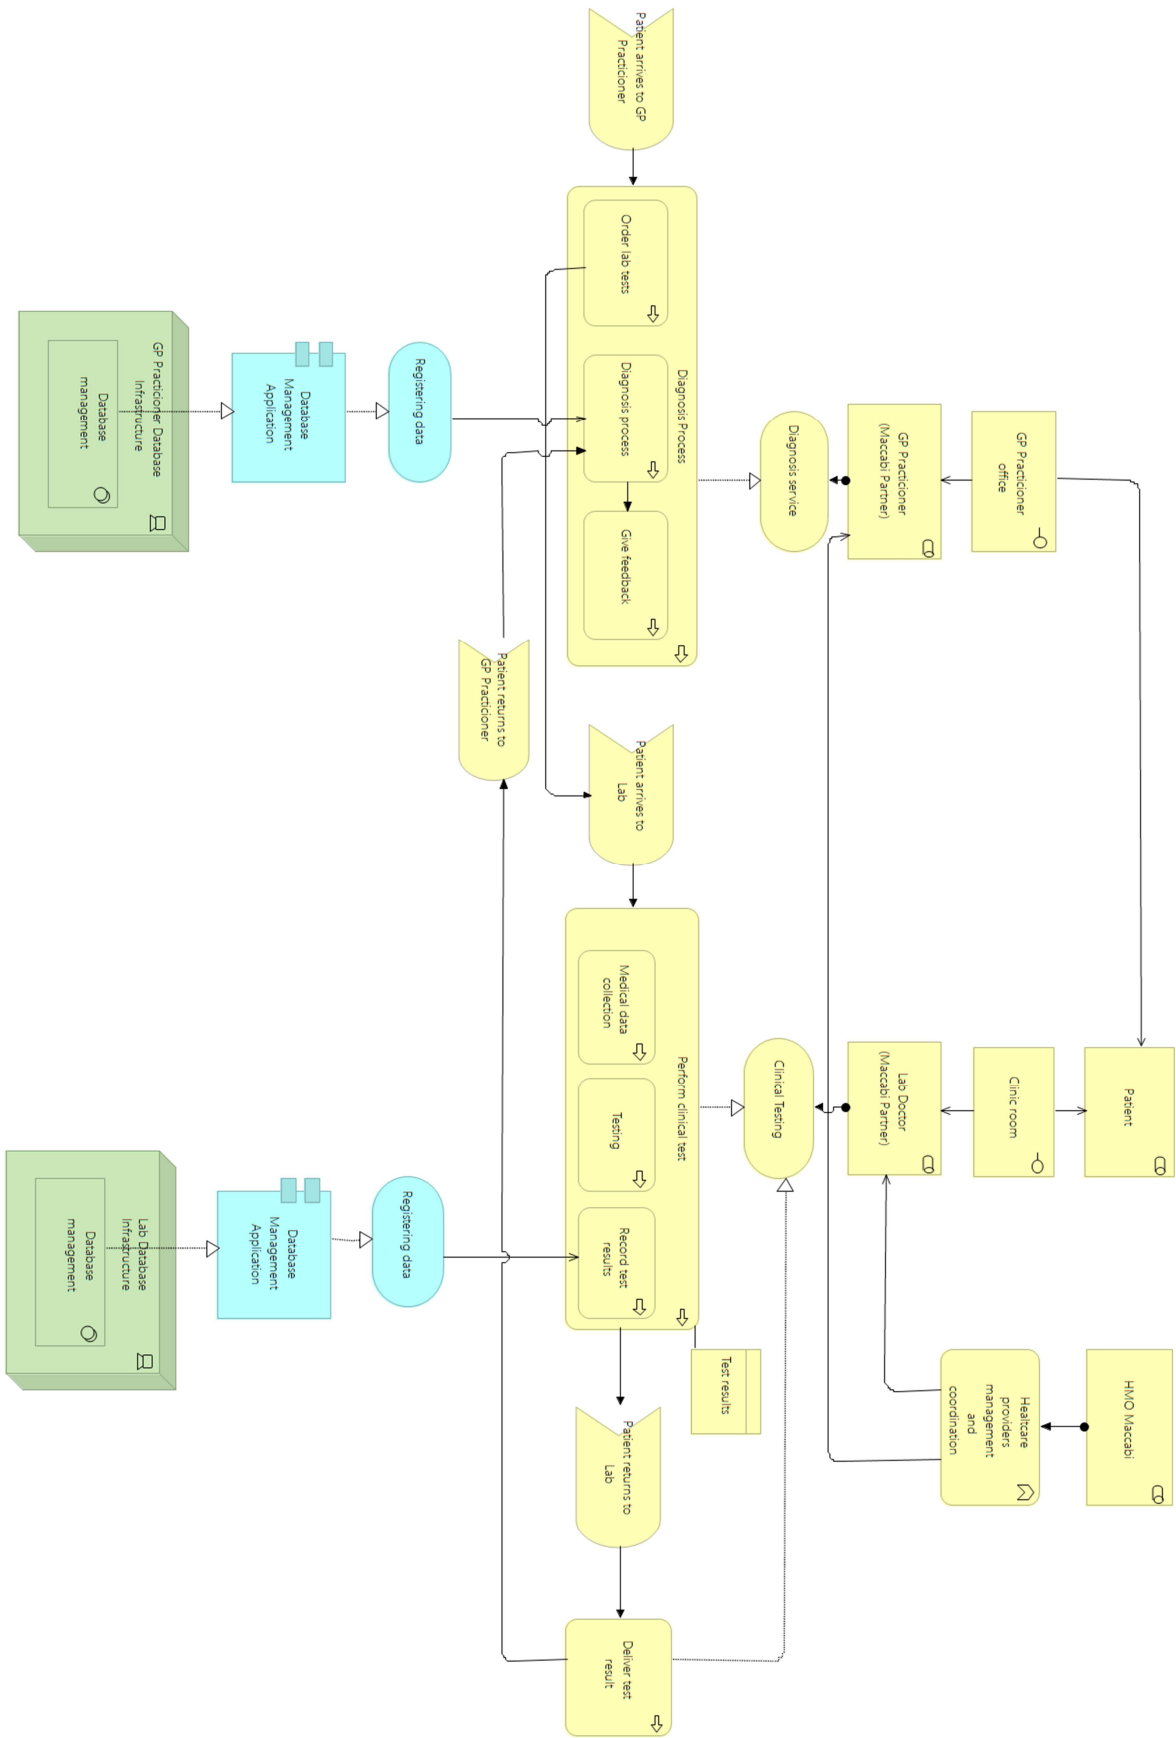 Patient
HMO Maccabi
GP Practicioner
office
Clinic room
Healtcare
providers
management
and
coordination
GP Practicioner
(Maccabi Partner)
Lab Doctor
(Maccabi Partner)
Diagnosis service
Clinical Testing
Test results
Patient arrives to GP
Practicioner
Diagnosis Process
Order lab tests
Diagnosis process
Give feedback
Patient arrives to
Lab
Perform clinical test
Medical data
collection
Testing
Record test
results
Patient returns to
Lab
Deliver test
result
Patient returns to
GP Practicioner
Registering data
Registering data
Database
Management
Application
Database
Management
Application
GP Practicioner Database
Infrastructure
Database
management
Lab Database
Infrastructure
Database
management